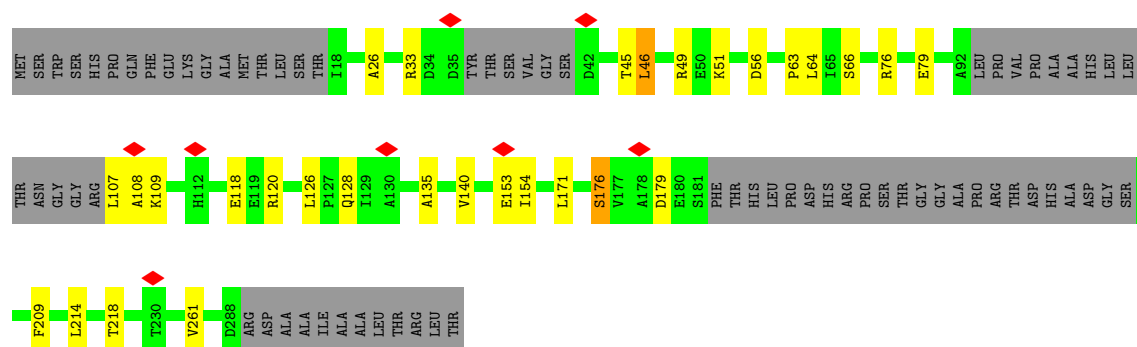 MET SER TRP SER HIS PRO GLN PHE GLU LYS GLY ALA MET THR LEU SER THR I18 A26 R33 D34 D35 TYR THR SER VAL GLY SER D42 T45 L46 R49 E50 K51 D56 P63 L64 I65 S66 R76 E79 A92 LEU PRO VAL PRO ALA ALA HIS LEU LEU
THR ASN GLY GLY ARG L107 A108 K109 H112 E118 E119 R120 L126 P127 Q128 I129 A130 A135 V140 E153 I154 L171 S176 V177 A178 D179 E180 S181 PHE THR HIS LEU PRO ASP HIS ARG PRO SER THR GLY GLY ALA PRO ARG THR ASP HIS ALA ASP GLY SER
F209 L214 T218 T230 V261 D288 ARG ASP ALA ALA ILE ALA ALA LEU THR ARG LEU THR